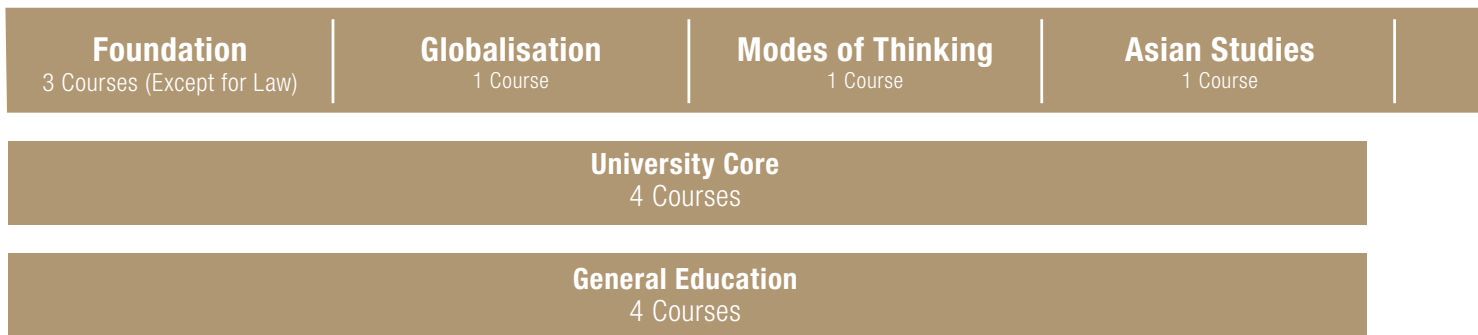 Foundation
3 Courses (Except for Law)
Globalisation
1 Course
Modes of Thinking
1 Course
Asian Studies
1 Course
University Core
4 Courses
General Education
4 Courses